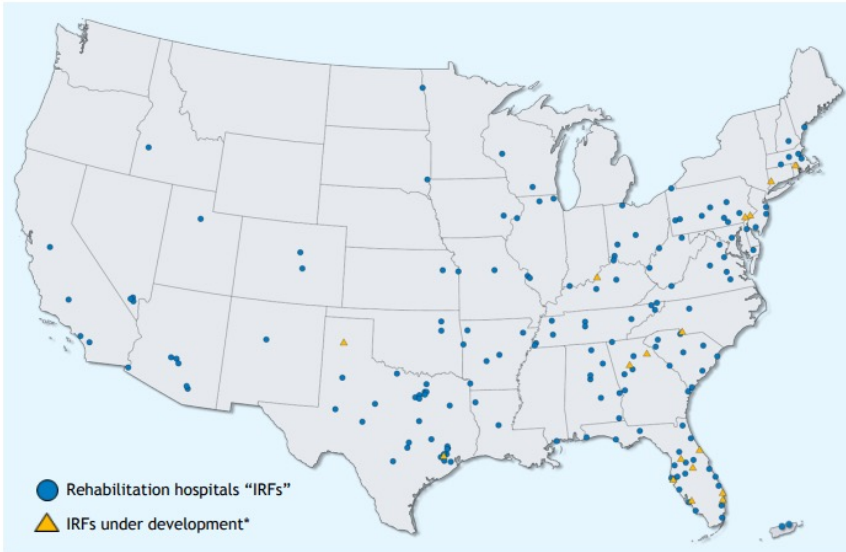 Rehabilitation hospitals “IRFs”
IRFs under development*